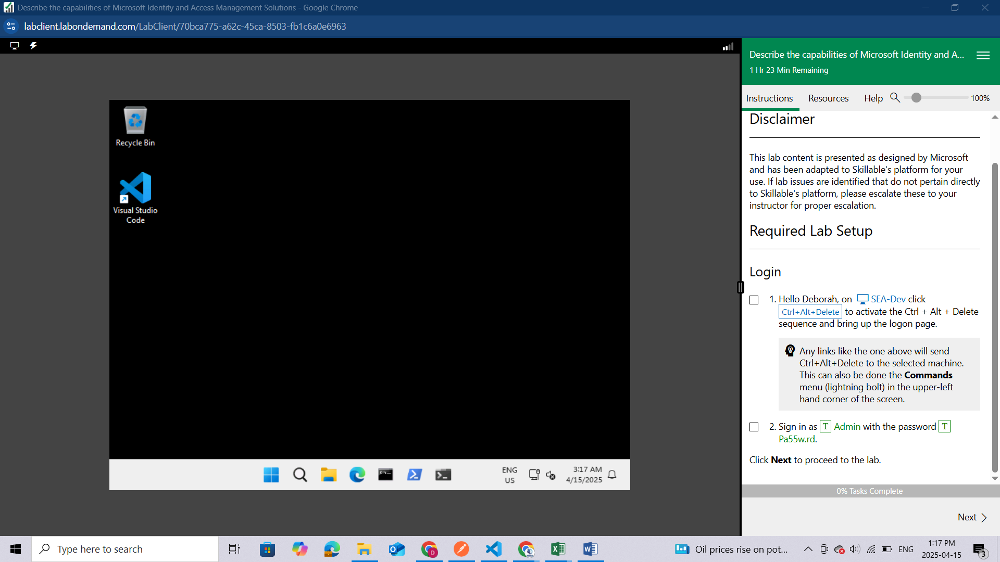 Describe the capabilities of Microsoft Identity and Access Management Solutions - Google Chrome
labclient.labondemand.com/LabClient/70bca775-a62c-45ca-8503-fb1c6a0e6963
Describe the capabilities of Microsoft Identity and A...
1 Hr 23 Min Remaining
Instructions Resources Help 100%
Recycle Bin
Visual Studio
Code
Disclaimer
This lab content is presented as designed by Microsoft
and has been adapted to Skillable's platform for your
use. If lab issues are identified that do not pertain directly
to Skillable's platform, please escalate these to your
instructor for proper escalation.
Required Lab Setup
Login
1. Hello Deborah, on SEA-Dev click
Ctrl+Alt+Delete to activate the Ctrl + Alt + Delete
sequence and bring up the logon page.
Any links like the one above will send
Ctrl+Alt+Delete to the selected machine.
This can also be done the Commands
menu (lightning bolt) in the upper-left
hand corner of the screen.
2. Sign in as T Admin with the password T
Pa55w.rd.
Click Next to proceed to the lab.
ENG
US
3:17 AM
4/15/2025
0% Tasks Complete
Next
Type here to search
Oil prices rise on pot...
ENG
1:17 PM
2025-04-15
3